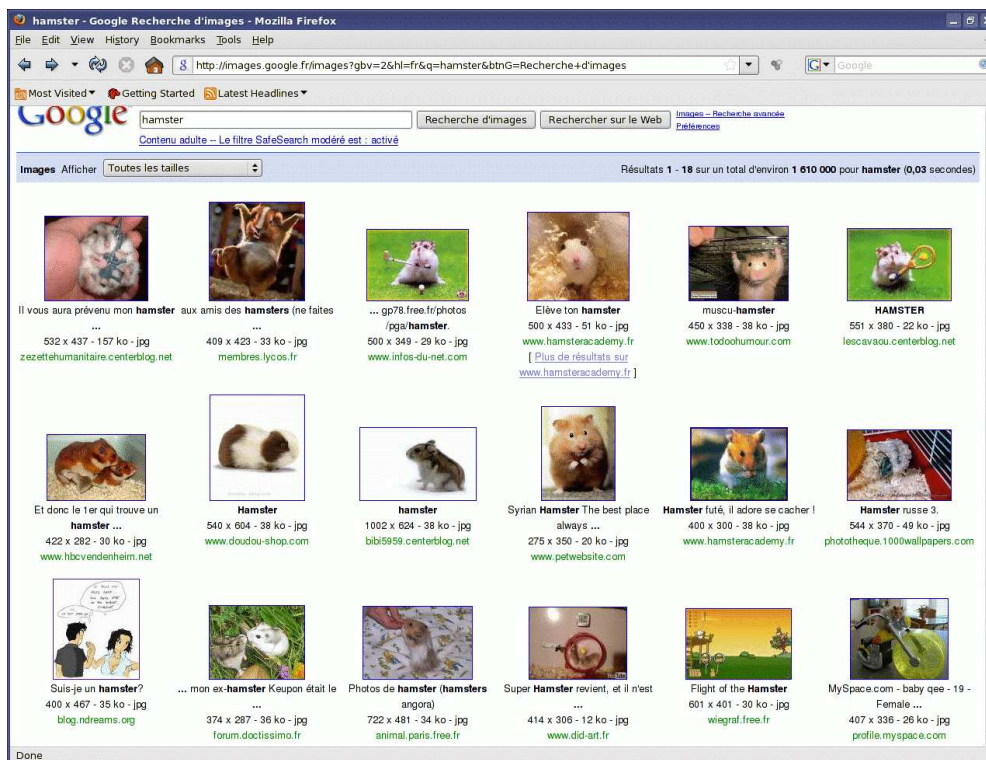 hamster - Google Recherche d'images - Mozilla Firefox
File Edit View History Bookmarks Tools Help
http://images.google.fr/images?gbv=2&hl=fr&q=hamster&btnG=Recherche+d'images
Google
Most Visited Getting Started Latest Headlines
Google hamster Recherche d'images Rechercher sur le Web
Images – Recherche avancée
Préférences
Contenu adulte – Le filtre SafeSearch modéré est : activé
Images Afficher Toutes les tailles Résultats 1 - 18 sur un total d'environ 1 610 000 pour hamster (0,03 secondes)
Il vous aura prévenu mon hamster ...
532 x 437 - 157 ko - jpg
zezettehumanitaire.centerblog.net
aux amis des hamsters (ne faites ...
409 x 423 - 33 ko - jpg
membres.lycos.fr
... gp78.free.fr/photos
/pga/hamster.
500 x 349 - 29 ko - jpg
www.infos-du-net.com
Elève ton hamster
500 x 433 - 51 ko - jpg
www.hamsteracademy.fr
[ Plus de résultats sur
www.hamsteracademy.fr ]
muscu-hamster
450 x 338 - 38 ko - jpg
www.todoohumour.com
HAMSTER
551 x 380 - 22 ko - jpg
lescavaou.centerblog.net
Et donc le 1er qui trouve un
hamster ...
422 x 282 - 30 ko - jpg
www.hbcvendenheim.net
Hamster
540 x 604 - 38 ko - jpg
www.doudou-shop.com
hamster
1002 x 624 - 38 ko - jpg
bibi5959.centerblog.net
Syrian Hamster The best place
always ...
275 x 350 - 20 ko - jpg
www.petwebsite.com
Hamster futé, il adore se cacher !
400 x 300 - 38 ko - jpg
www.hamsteracademy.fr
Hamster russe 3.
544 x 370 - 49 ko - jpg
phototheque.1000wallpapers.com
Suis-je un hamster?
400 x 467 - 35 ko - jpg
blog.ndreams.org
... mon ex-hamster Keupon était le
...
374 x 287 - 36 ko - jpg
forum.doctissimo.fr
Photos de hamster (hamsters
angora)
722 x 481 - 34 ko - jpg
animal.paris.free.fr
Super Hamster revient, et il n'est
...
414 x 306 - 12 ko - jpg
www.did-art.fr
Flight of the Hamster
601 x 401 - 30 ko - jpg
wiegraf.free.fr
MySpace.com - baby qee - 19 -
Female ...
407 x 336 - 26 ko - jpg
profile.myspace.com
Done